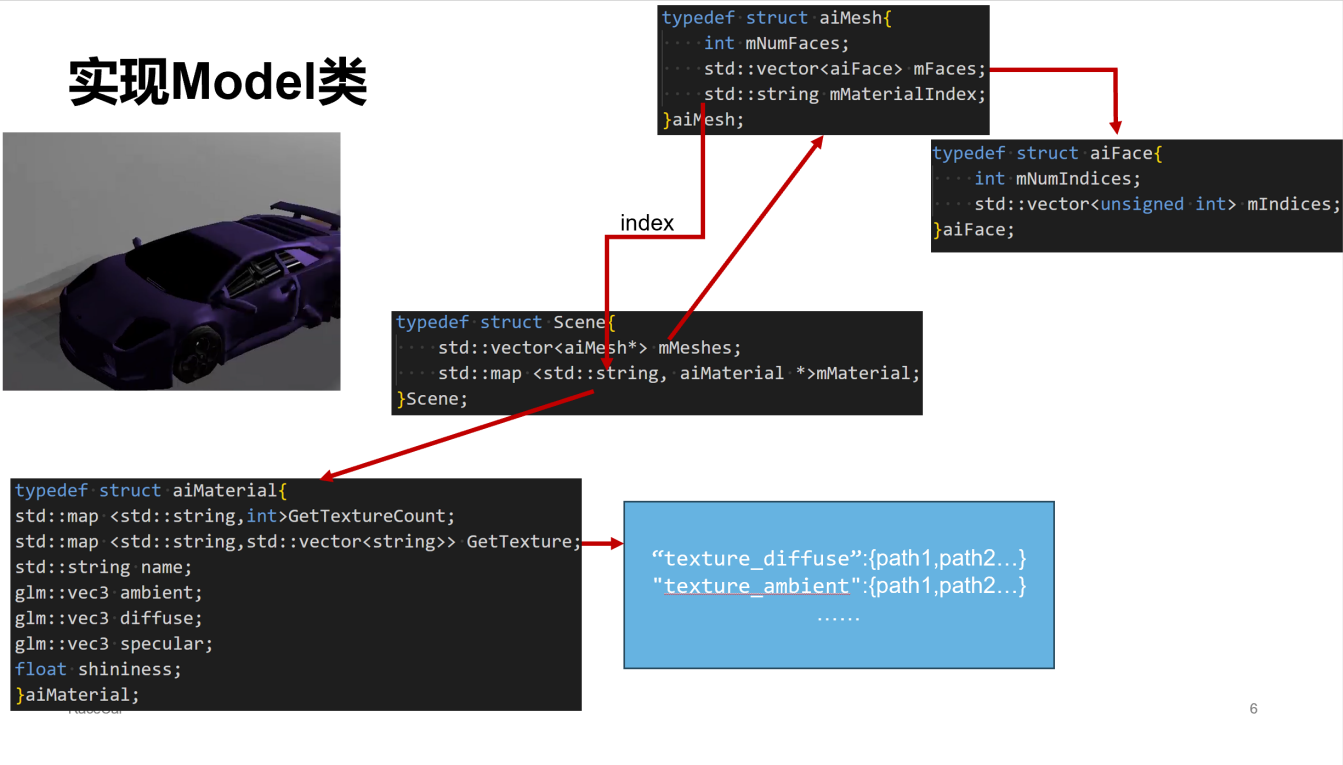 实现Model类
typedef struct aiMesh{
int mNumFaces;
std::vector<aiFace> mFaces;
std::string mMaterialIndex;
}aiMesh;
typedef struct aiFace{
int mNumIndices;
std::vector<unsigned int> mIndices;
}aiFace;
index
typedef struct Scene{
std::vector<aiMesh*> mMeshes;
std::map <std::string, aiMaterial *>mMaterial;
}Scene;
typedef struct aiMaterial{
std::map <std::string,int>GetTextureCount;
std::map <std::string,std::vector<string>> GetTexture;
std::string name;
glm::vec3 ambient;
glm::vec3 diffuse;
glm::vec3 specular;
float shininess;
}aiMaterial;
“texture_diffuse”:{path1,path2…}
"texture_ambient":{path1,path2…}
……
6